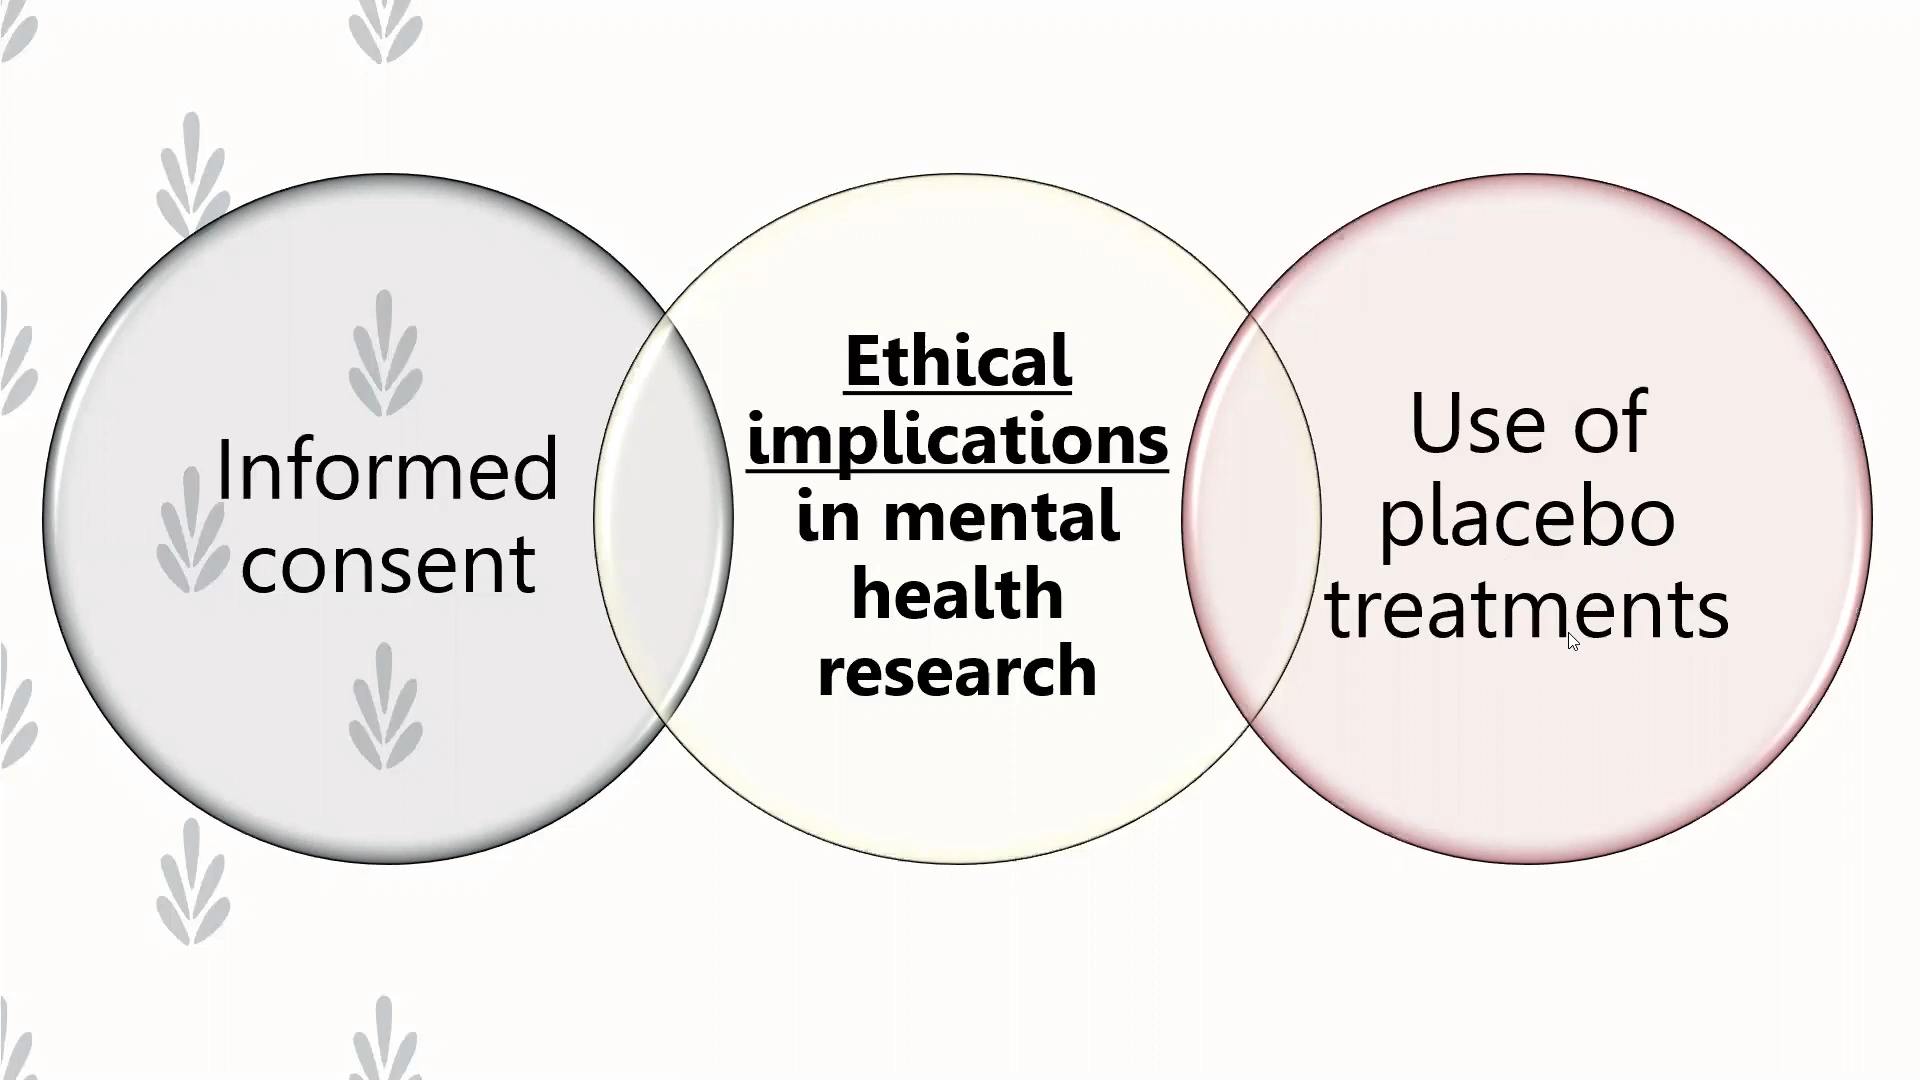 Informed
consent
Ethical
implications
in mental
health
research
Use of
placebo
treatments